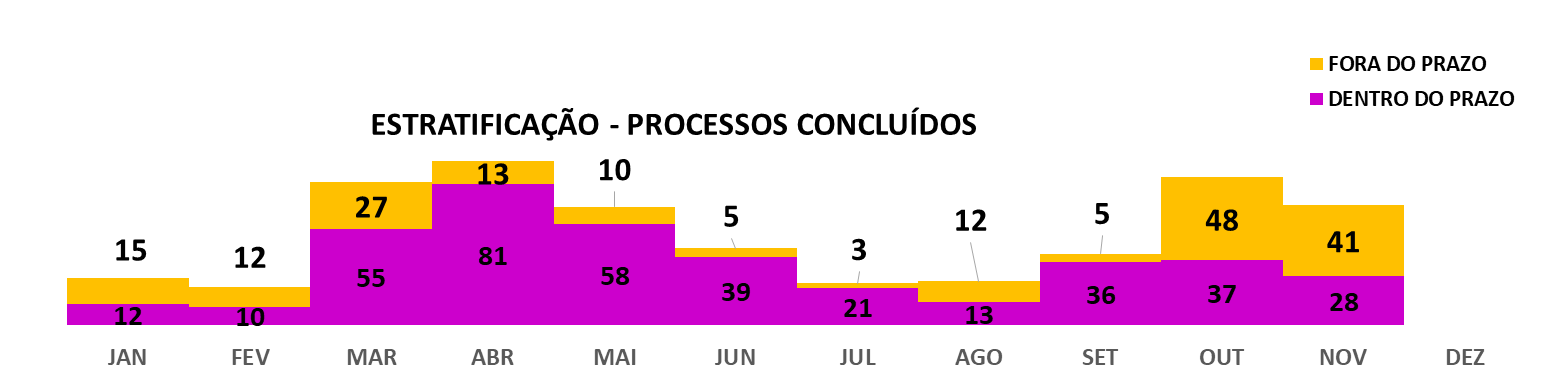 FORA DO PRAZO
DENTRO DO PRAZO
ESTRATIFICAÇÃO - PROCESSOS CONCLUÍDOS
15 12 27 13 10 5 3 12 5 48 41
12 10 55 81 58 39 21 13 36 37 28
JAN FEV MAR ABR MAI JUN JUL AGO SET OUT NOV DEZ